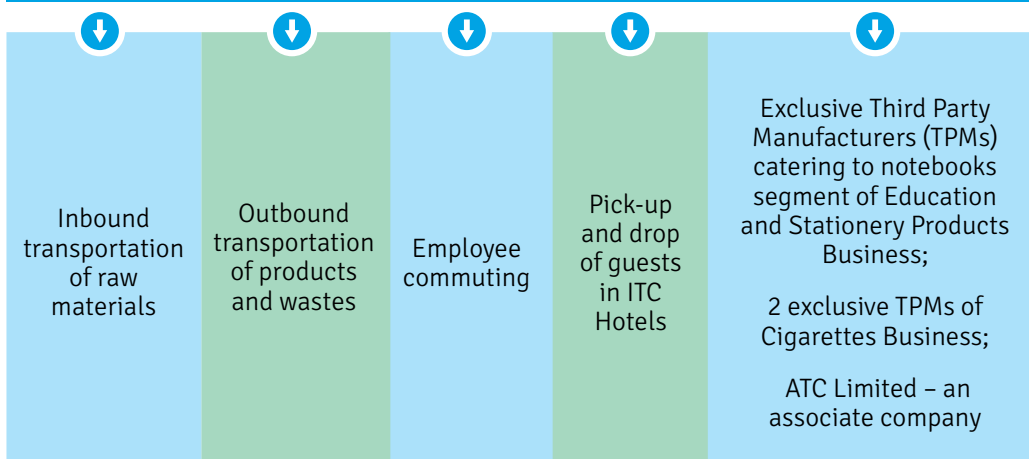 Inbound
transportation
of raw
materials
Outbound
transportation
of products
and wastes
Employee
commuting
Pick-up
and drop
of guests
in ITC
Hotels
Exclusive Third Party
Manufacturers (TPMs)
catering to notebooks
segment of Education
and Stationery Products
Business;
2 exclusive TPMs of
Cigarettes Business;
ATC Limited – an
associate company